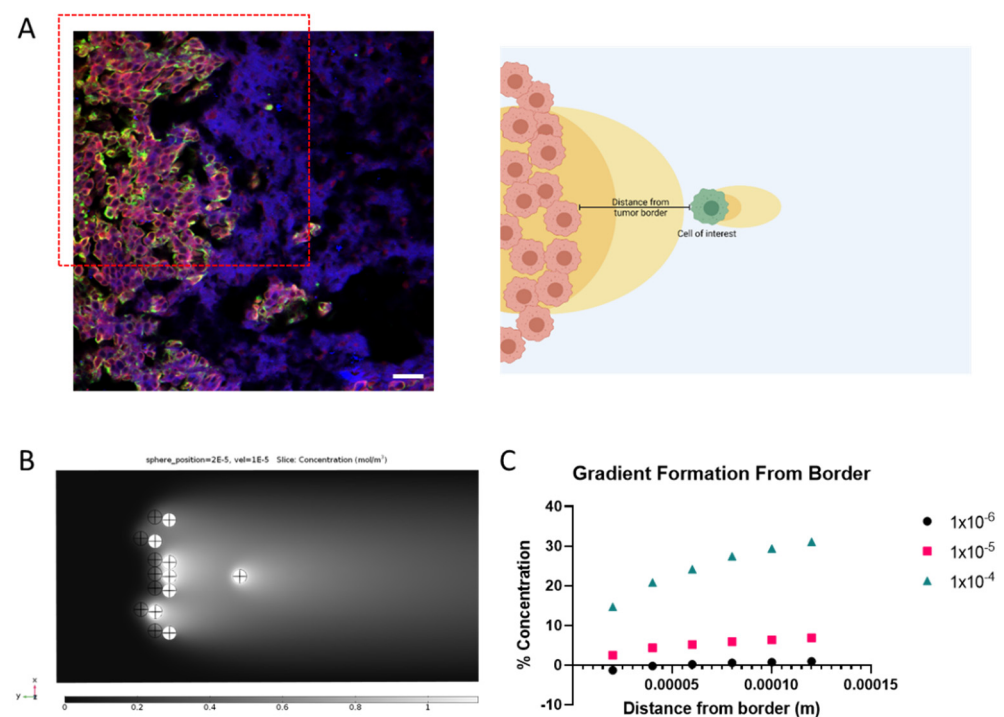 A
Distance from
tumor border
Cell of interest
B
sphere_position=2E-5, vel=1E-5 Slice: Concentration (mol/m³)
x
y
z
0
0.2
0.4
0.6
0.8
1
C
Gradient Formation From Border
% Concentration
40
30
20
10
0
-10
0.00005
0.00010
0.00015
Distance from border (m)
1x10⁻⁶
1x10⁻⁵
1x10⁻⁴